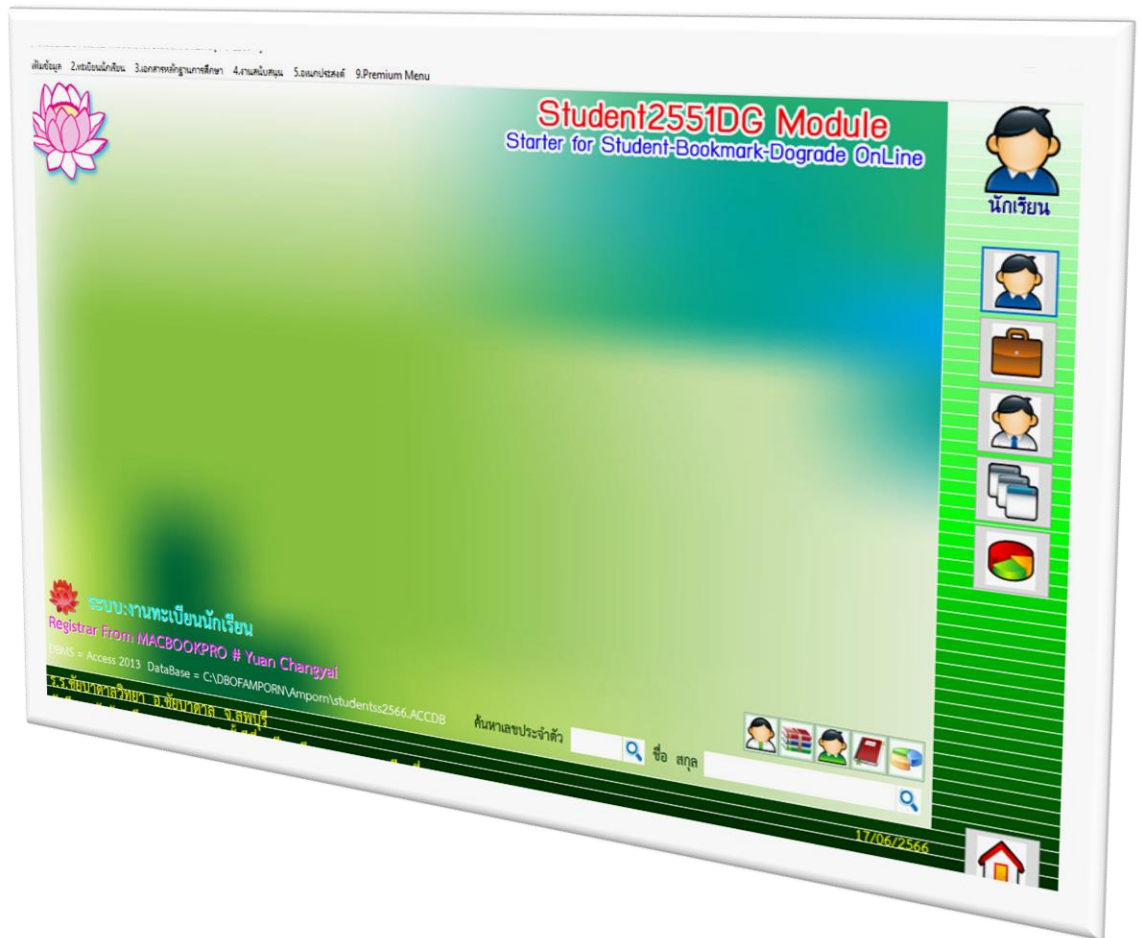 แฟ้มข้อมูล 2.ทะเบียนนักเรียน 3.เอกสารหลักฐานการศึกษา 4.งานสนับสนุน 5.อเนกประสงค์ 9.Premium Menu
Student2551DG Module
Starter for Student-Bookmark-Dograde OnLine
นักเรียน
ระบบ:งานทะเบียนนักเรียน
Registrar From MACBOOKPRO # Yuan Changyai
DBMS = Access 2013 DataBase = C:\DBOFAMPORN\Amporn\studentss2566.ACCDB
ค้นหาเลขประจำตัว
ชื่อ สกุล
ร.ร.ชัยบาดาลวิทยา อ.ชัยบาดาล จ.ลพบุรี
17/06/2566